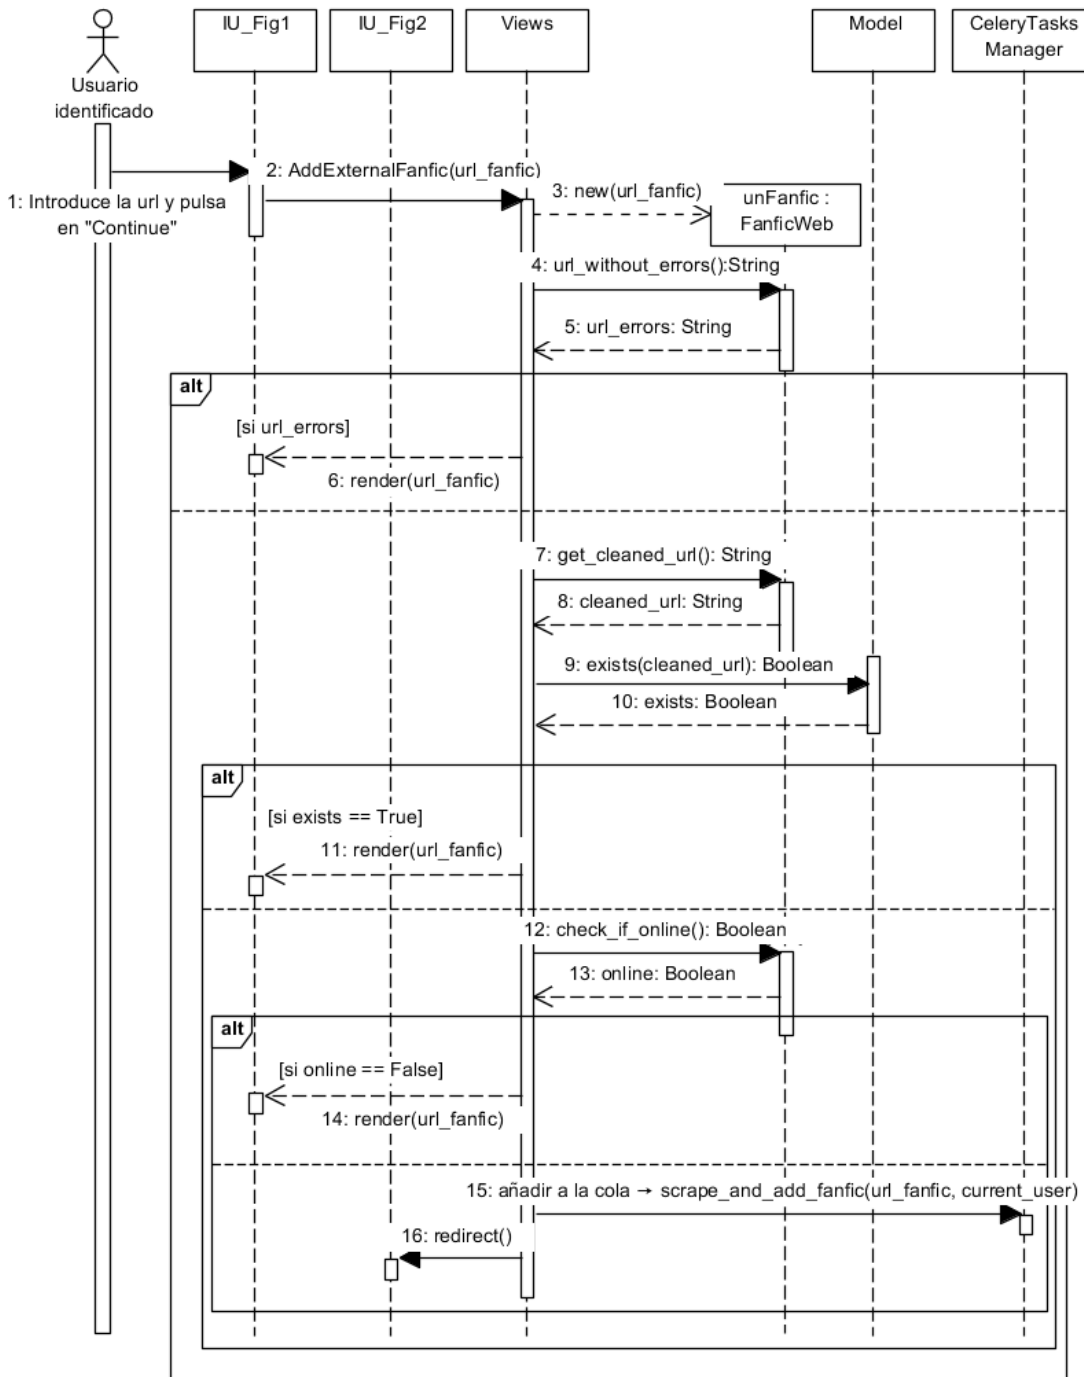 IU_Fig1
IU_Fig2
Views
Model
CeleryTasks
Manager
Usuario
identificado
1: Introduce la url y pulsa
en "Continue"
2: AddExternalFanfic(url_fanfic)
3: new(url_fanfic)
unFanfic :
FanficWeb
4: url_without_errors():String
5: url_errors: String
alt
[si url_errors]
6: render(url_fanfic)
7: get_cleaned_url(): String
8: cleaned_url: String
9: exists(cleaned_url): Boolean
10: exists: Boolean
alt
[si exists == True]
11: render(url_fanfic)
12: check_if_online(): Boolean
13: online: Boolean
alt
[si online == False]
14: render(url_fanfic)
15: añadir a la cola → scrape_and_add_fanfic(url_fanfic, current_user)
16: redirect()